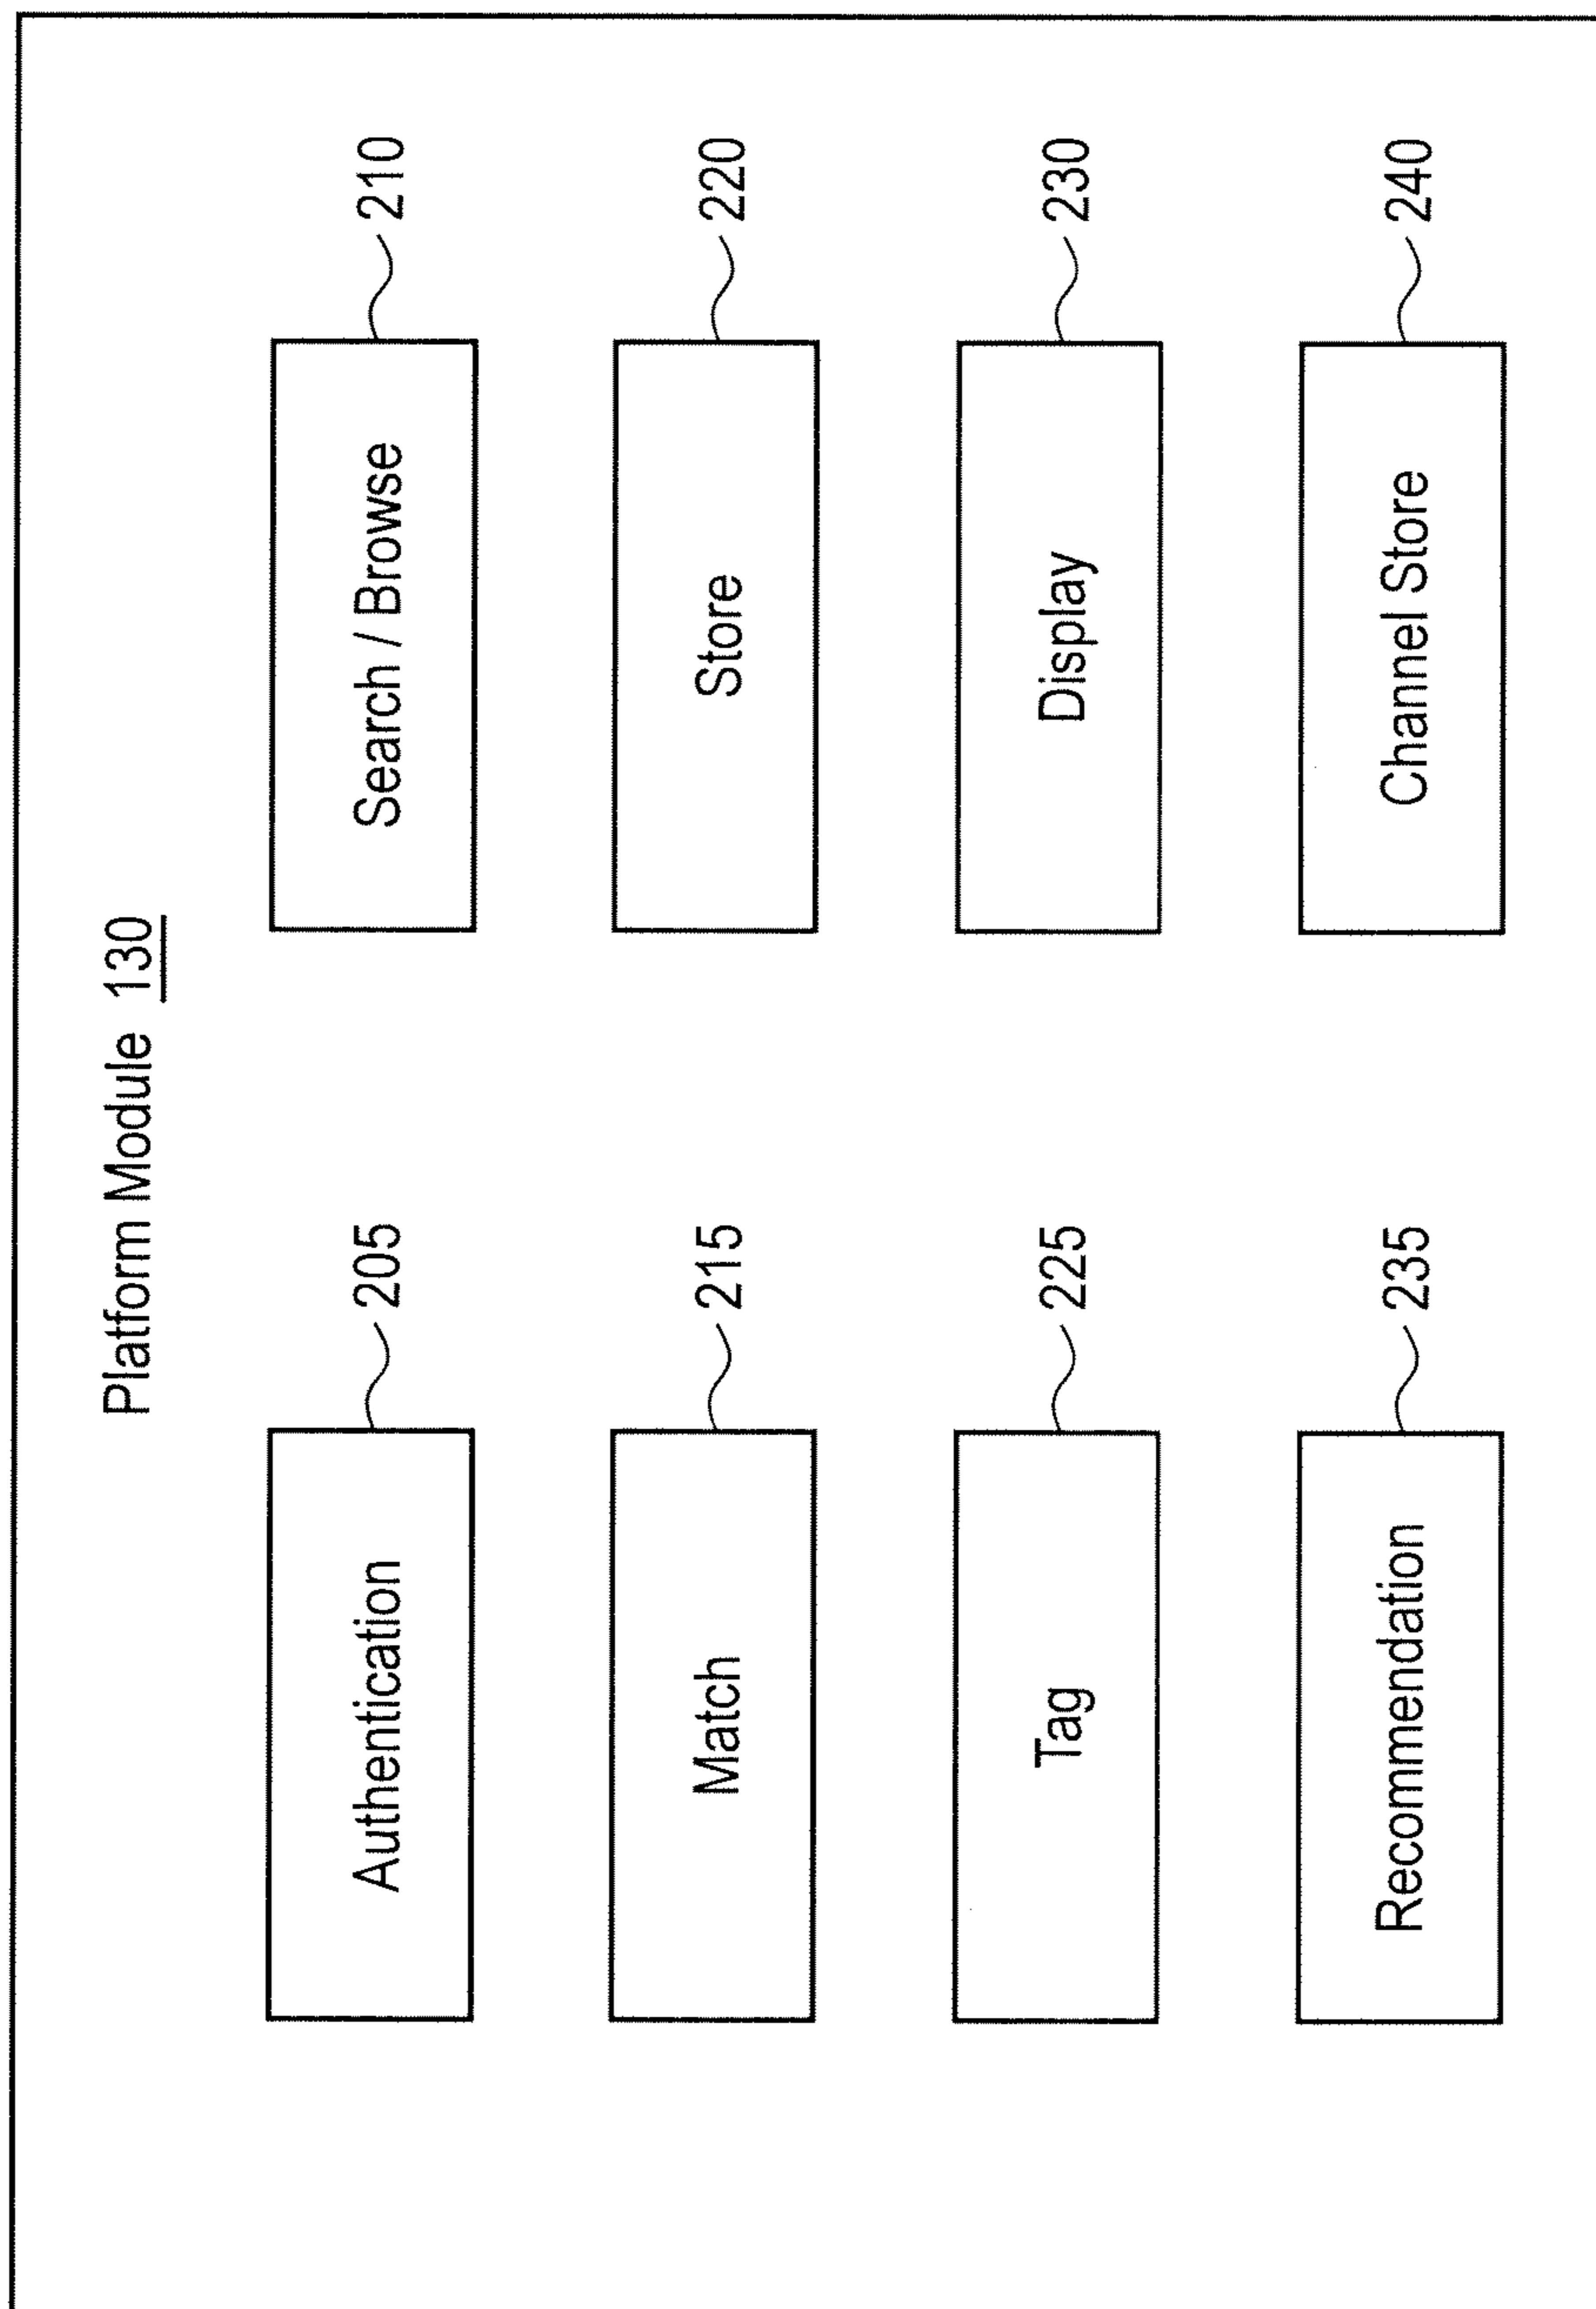 Platform Module 130
Authentication
205
Search / Browse
210
Match
215
Store
220
Tag
225
Display
230
Recommendation
235
Channel Store
240